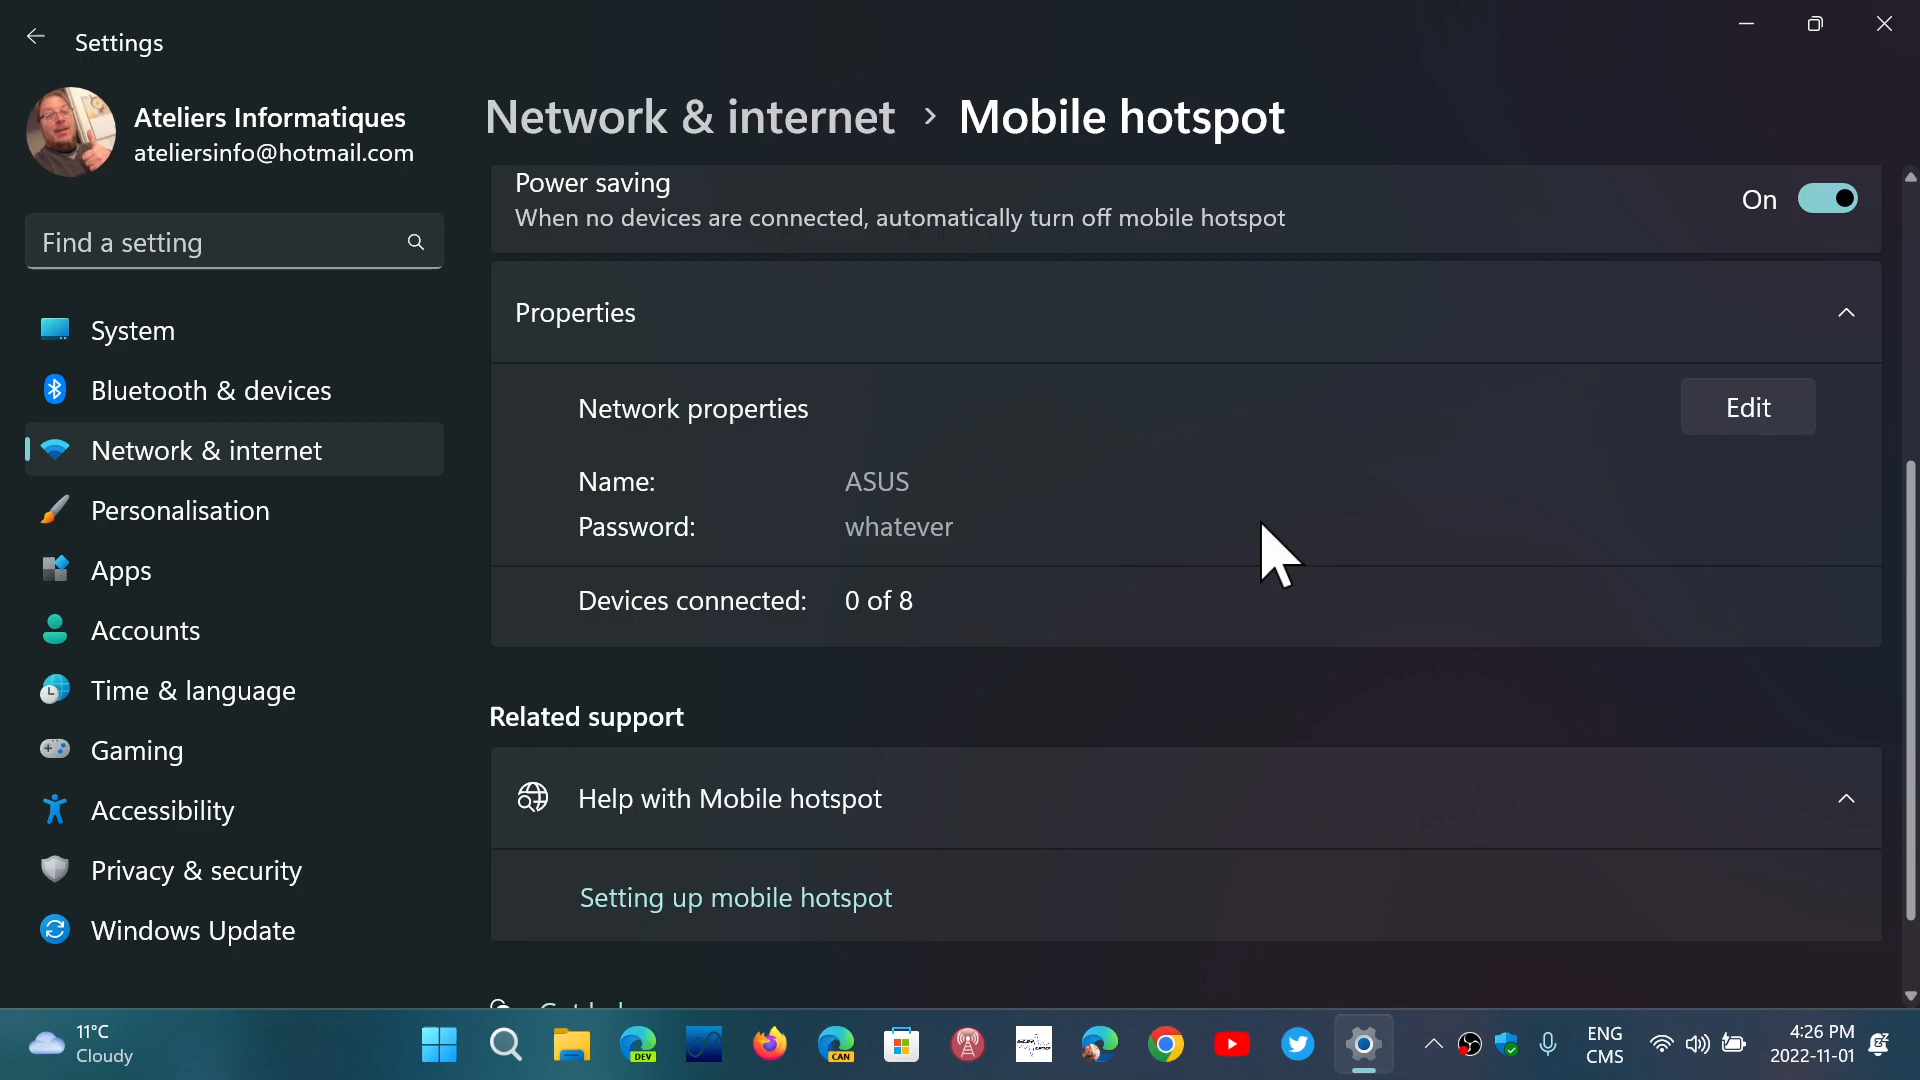 Settings
Ateliers Informatiques
ateliersinfo@hotmail.com
Find a setting
System
Bluetooth & devices
Network & internet
Personalisation
Apps
Accounts
Time & language
Gaming
Accessibility
Privacy & security
Windows Update
Network & internet > Mobile hotspot
Power saving
When no devices are connected, automatically turn off mobile hotspot
On
Properties
Network properties
Edit
Name: ASUS
Password: whatever
Devices connected: 0 of 8
Related support
Help with Mobile hotspot
Setting up mobile hotspot
11°C
Cloudy
DEV
CAN
ENG
CMS
4:26 PM
2022-11-01